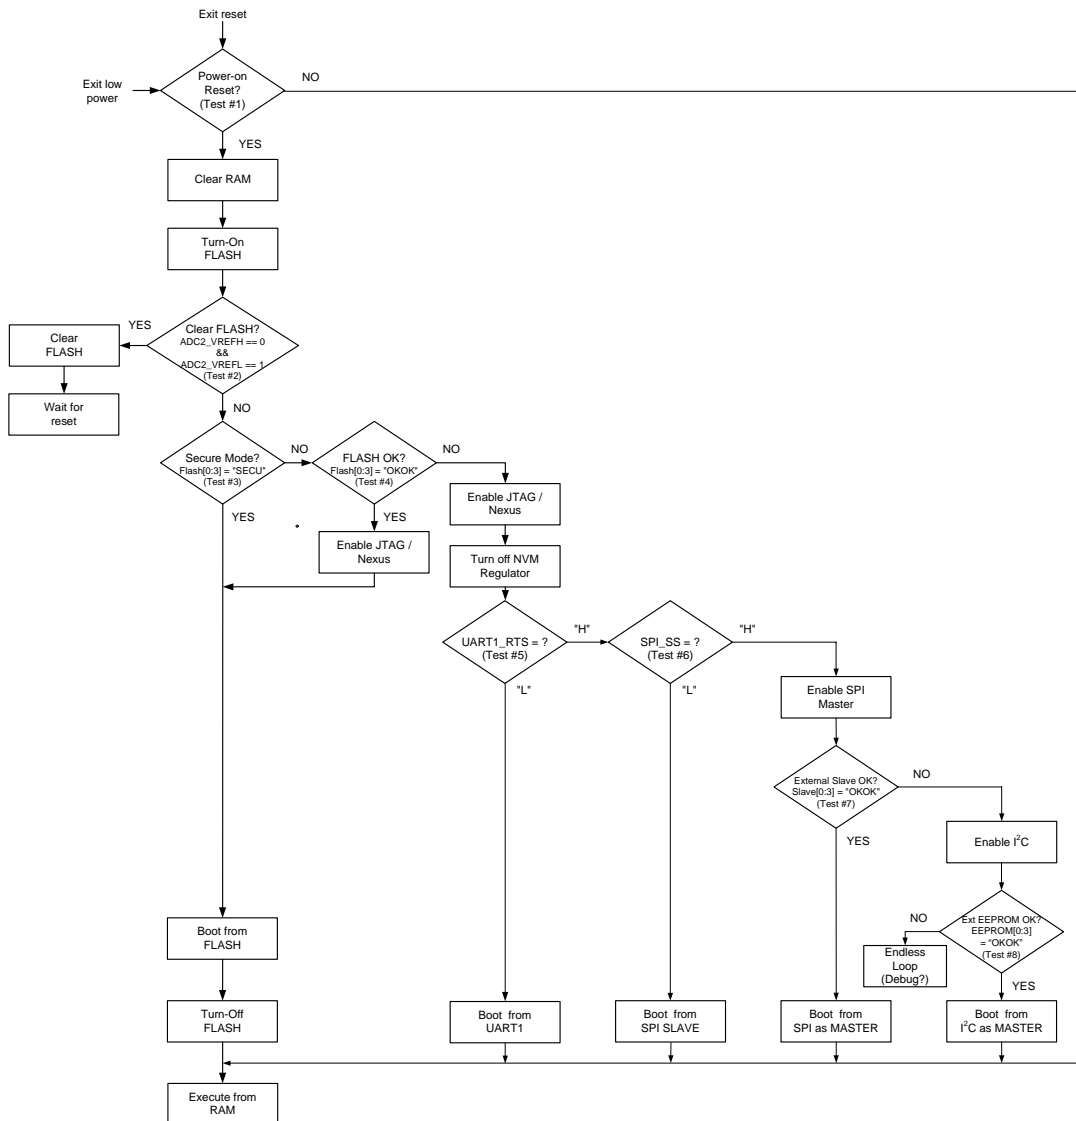 Exit reset
Power-on
Reset?
(Test #1)
NO
Exit low
power
YES
Clear RAM
Turn-On
FLASH
Clear FLASH?
ADC2_VREFH == 0
&&
ADC2_VREFL == 1
(Test #2)
YES
Clear
FLASH
Wait for
reset
NO
Secure Mode?
Flash[0:3] = "SECU"
(Test #3)
NO
FLASH OK?
Flash[0:3] = "OKOK"
(Test #4)
NO
YES
YES
Enable JTAG /
Nexus
Enable JTAG /
Nexus
Turn off NVM
Regulator
UART1_RTS = ?
(Test #5)
"H"
"L"
SPI_SS = ?
(Test #6)
"H"
"L"
Enable SPI
Master
External Slave OK?
Slave[0:3] = "OKOK"
(Test #7)
NO
YES
Enable I²C
Ext EEPROM OK?
EEPROM[0:3]
= "OKOK"
(Test #8)
NO
YES
Endless
Loop
(Debug?)
Boot from
FLASH
Turn-Off
FLASH
Boot from
UART1
Boot from
SPI SLAVE
Boot from
SPI as MASTER
Boot from
I²C as MASTER
Execute from
RAM